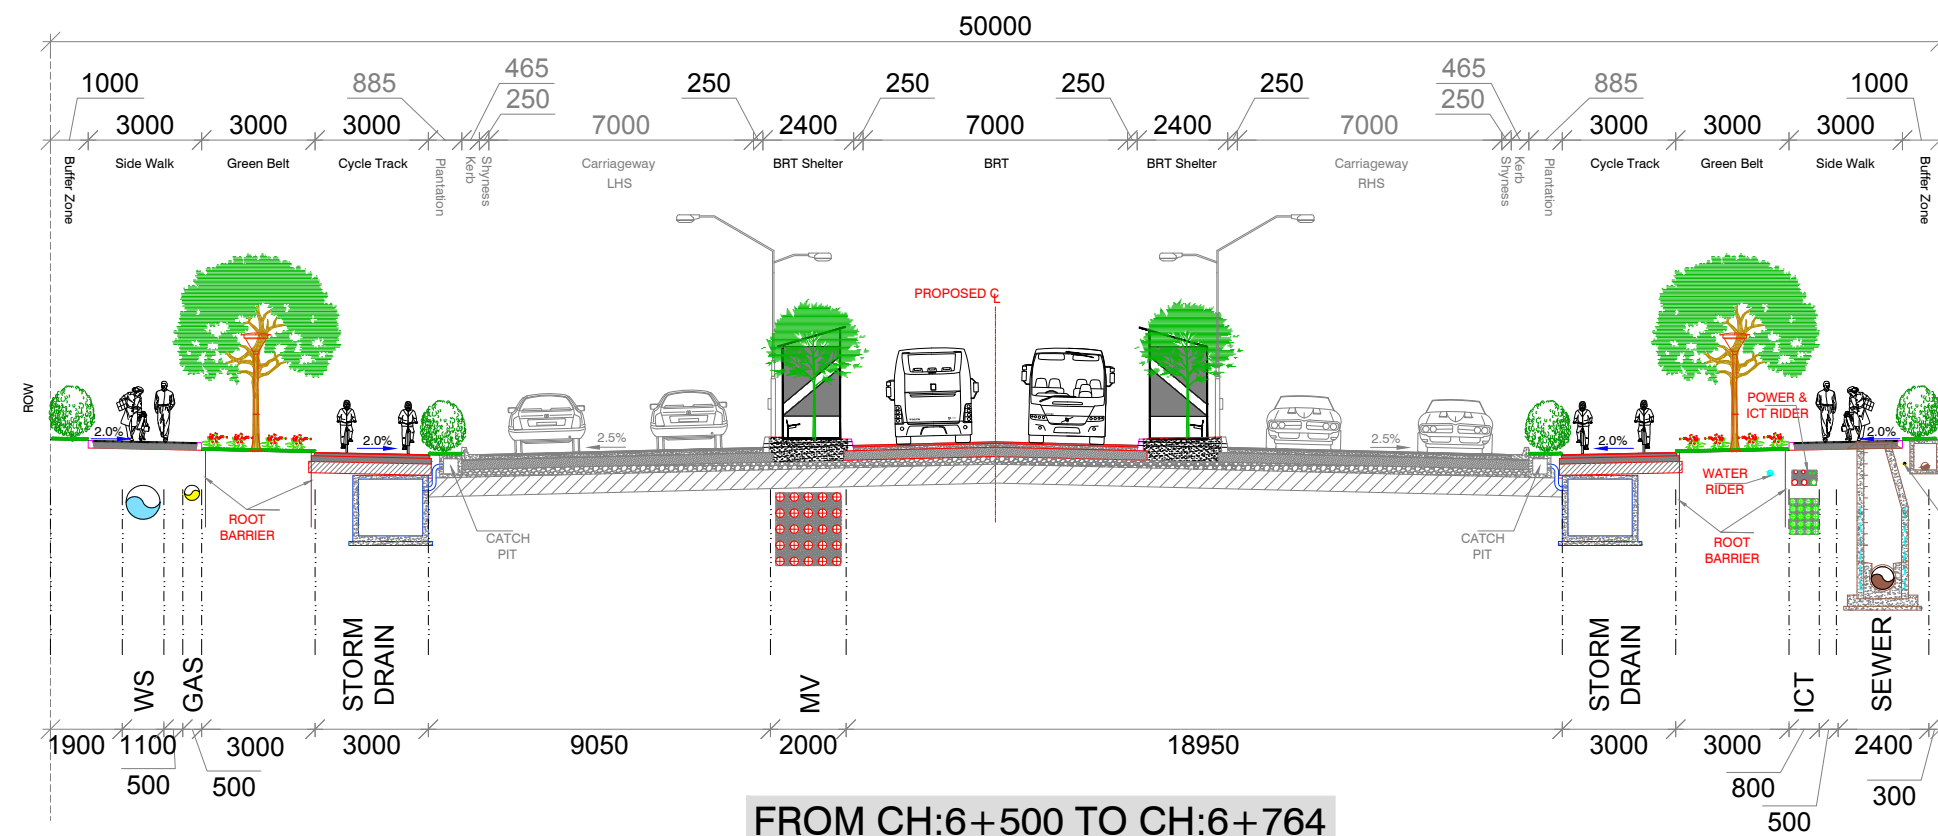 50000
1000 885 465 250 250 250 250 250 465 885 1000
250 250
3000 3000 3000 7000 2400 7000 2400 7000 3000 3000 3000
Buffer Zone Side Walk Green Belt Cycle Track Plantation Kerb Shyness Carriageway BRT Shelter BRT BRT Shelter Carriageway Shyness Kerb Plantation Cycle Track Green Belt Side Walk Buffer Zone
LHS RHS
PROPOSED ℄
ROW
POWER &
ICT RIDER
2.0% 2.0% 2.5% 2.5% 2.0% 2.0%
WATER
RIDER
ROOT
BARRIER
CATCH
PIT
CATCH
PIT
ROOT
BARRIER
WS GAS STORM DRAIN MV STORM DRAIN ICT SEWER
1900 1100 3000 3000 9050 2000 18950 3000 3000 2400
500 500 800 300
500
FROM CH:6+500 TO CH:6+764